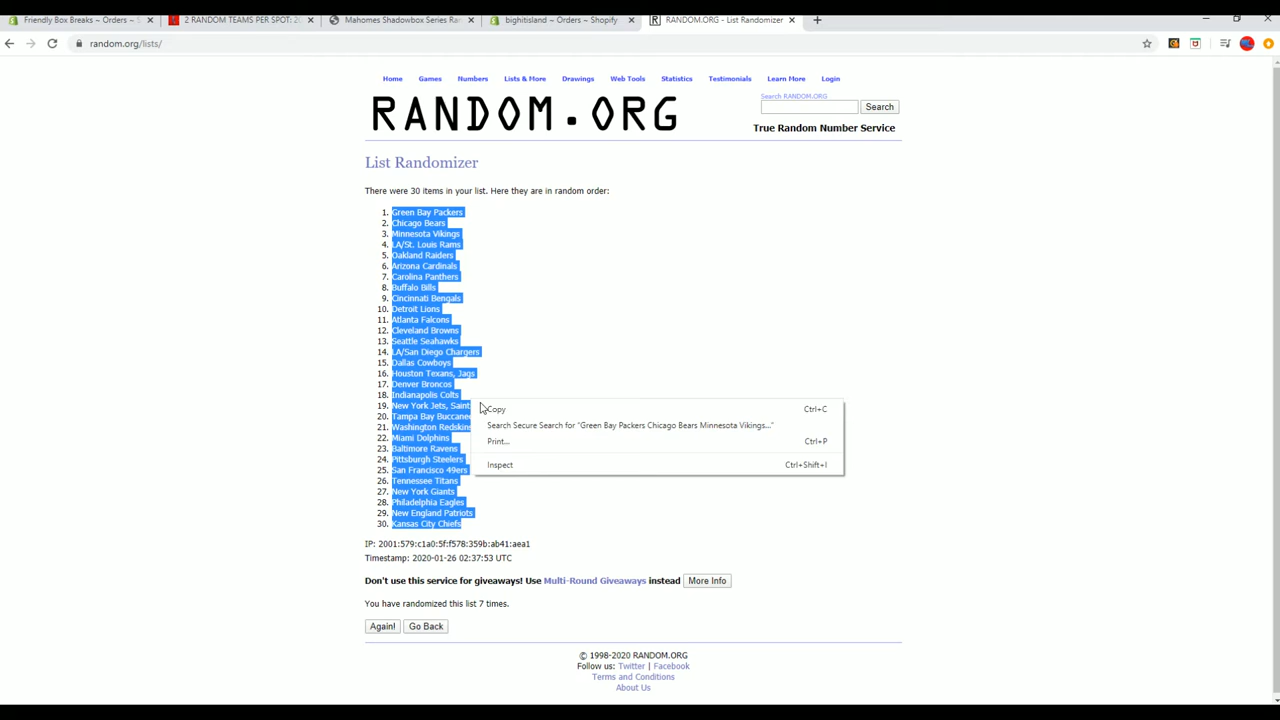 Friendly Box Breaks ~ Orders ~
2 RANDOM TEAMS PER SPOT:
Mahomes Shadowbox Series
bighitisland ~ Orders ~ Shopify
RANDOM.ORG - List Randomizer
random.org/lists/
Home Games Numbers Lists & More Drawings Web Tools Statistics Testimonials Learn More Login
Search RANDOM.ORG
RANDOM.ORG
Search
True Random Number Service
List Randomizer
There were 30 items in your list. Here they are in random order:
1. Green Bay Packers
2. Chicago Bears
3. Minnesota Vikings
4. LA/St. Louis Rams
5. Oakland Raiders
6. Arizona Cardinals
7. Carolina Panthers
8. Buffalo Bills
9. Cincinnati Bengals
10. Detroit Lions
11. Atlanta Falcons
12. Cleveland Browns
13. Seattle Seahawks
14. LA/San Diego Chargers
15. Dallas Cowboys
16. Houston Texans, Jags
17. Denver Broncos
18. Indianapolis Colts
19. New York Jets, Saint
20. Tampa Bay Buccanee
21. Washington Redskins
22. Miami Dolphins
23. Baltimore Ravens
24. Pittsburgh Steelers
25. San Francisco 49ers
26. Tennessee Titans
27. New York Giants
28. Philadelphia Eagles
29. New England Patriots
30. Kansas City Chiefs
Copy Ctrl+C
Search Secure Search for "Green Bay Packers Chicago Bears Minnesota Vikings..."
Print... Ctrl+P
Inspect Ctrl+Shift+I
IP: 2001:579:c1a0:5f:f578:359b:ab41:aea1
Timestamp: 2020-01-26 02:37:53 UTC
Don't use this service for giveaways! Use Multi-Round Giveaways instead More Info
You have randomized this list 7 times.
Again! Go Back
© 1998-2020 RANDOM.ORG
Follow us: Twitter | Facebook
Terms and Conditions
About Us